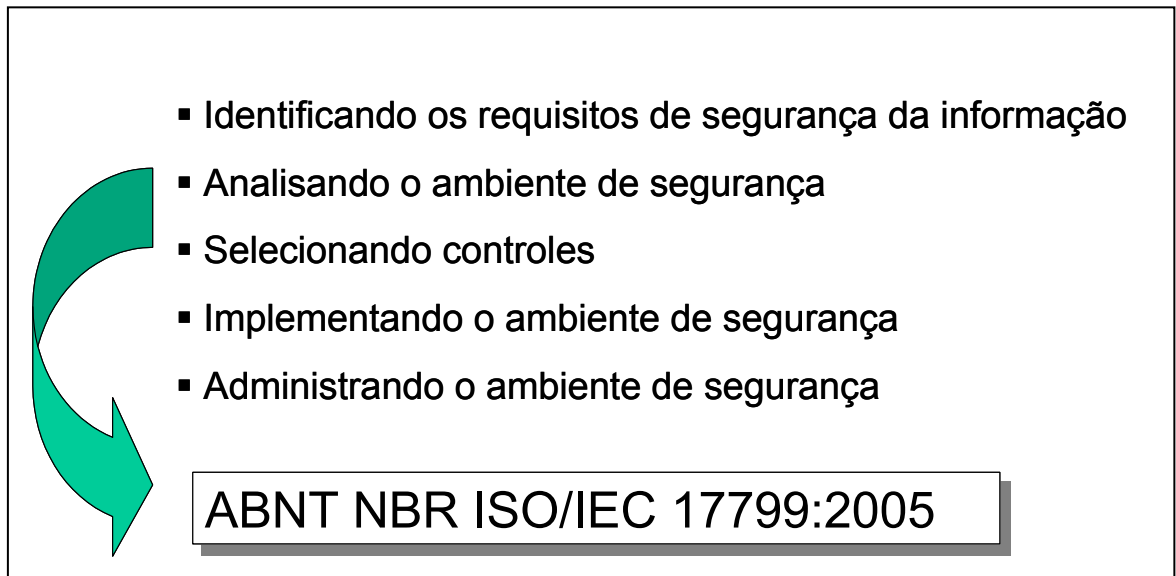 ▪ Identificando os requisitos de segurança da informação
▪ Analisando o ambiente de segurança
▪ Selecionando controles
▪ Implementando o ambiente de segurança
▪ Administrando o ambiente de segurança
ABNT NBR ISO/IEC 17799:2005